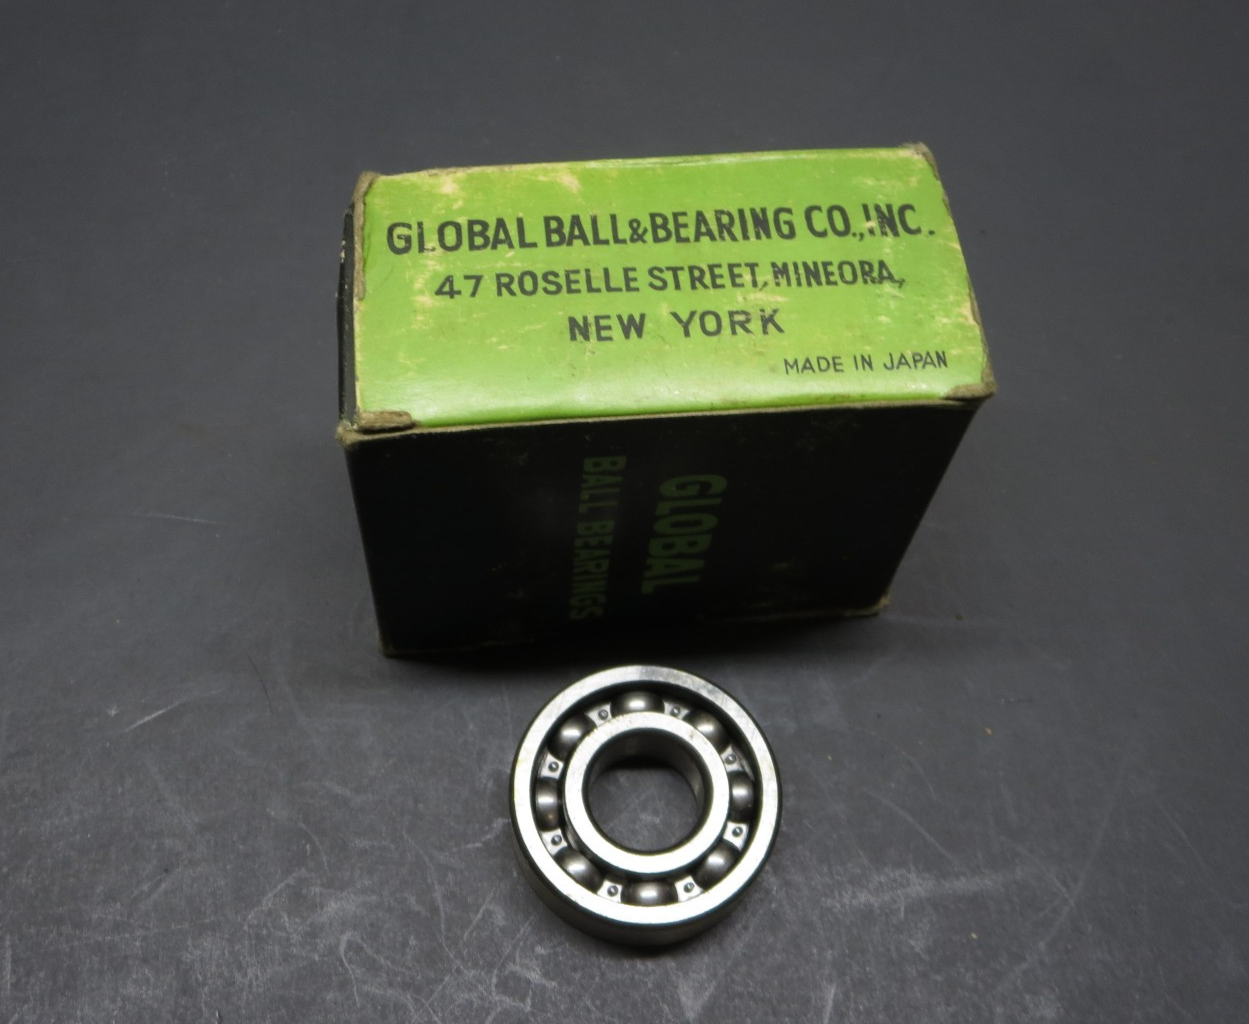 GLOBAL BALL&BEARING CO.,INC.
47 ROSELLE STREET, MINEORA,
NEW YORK
MADE IN JAPAN
GLOBAL
BALL BEARINGS